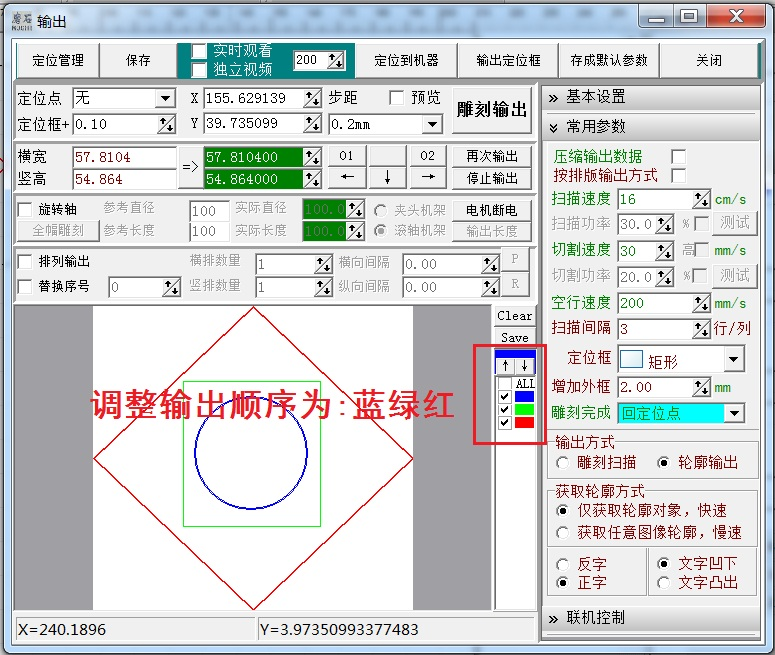 磨石
MOCHI 输出
定位管理
保存
实时观看
独立视频
200
定位到机器
输出定位框
存成默认参数
关闭
定位点 无 X 155.629139 步距 预览
定位框+ 0.10 Y 39.735099 0.2mm
雕刻输出
横宽 57.8104 => 57.810400 01 02 再次输出
竖高 54.864 54.864000 ← ↓ → 停止输出
旋转轴 参考直径 100 实际直径 100.0 夹头机架 电机断电
全幅雕刻 参考长度 100 实际长度 100.0 滚轴机架 输出长度
排列输出 横排数量 1 横向间隔 0.00 P
替换序号 0 竖排数量 1 纵向间隔 0.00 R
Clear
Save
↑ ↓
ALL
调整输出顺序为:蓝绿红
X=240.1896
Y=3.97350993377483
» 基本设置
常用参数
压缩输出数据
按排版输出方式
扫描速度 16 cm/s
扫描功率 30.0 % 测试
切割速度 30 高 mm/s
切割功率 20.0 % 测试
空行速度 200 mm/s
扫描间隔 3 行/列
定位框 矩形
增加外框 2.00 mm
雕刻完成 回定位点
输出方式
雕刻扫描 轮廓输出
获取轮廓方式
仅获取轮廓对象，快速
获取任意图像轮廓，慢速
反字 文字凹下
正字 文字凸出
» 联机控制